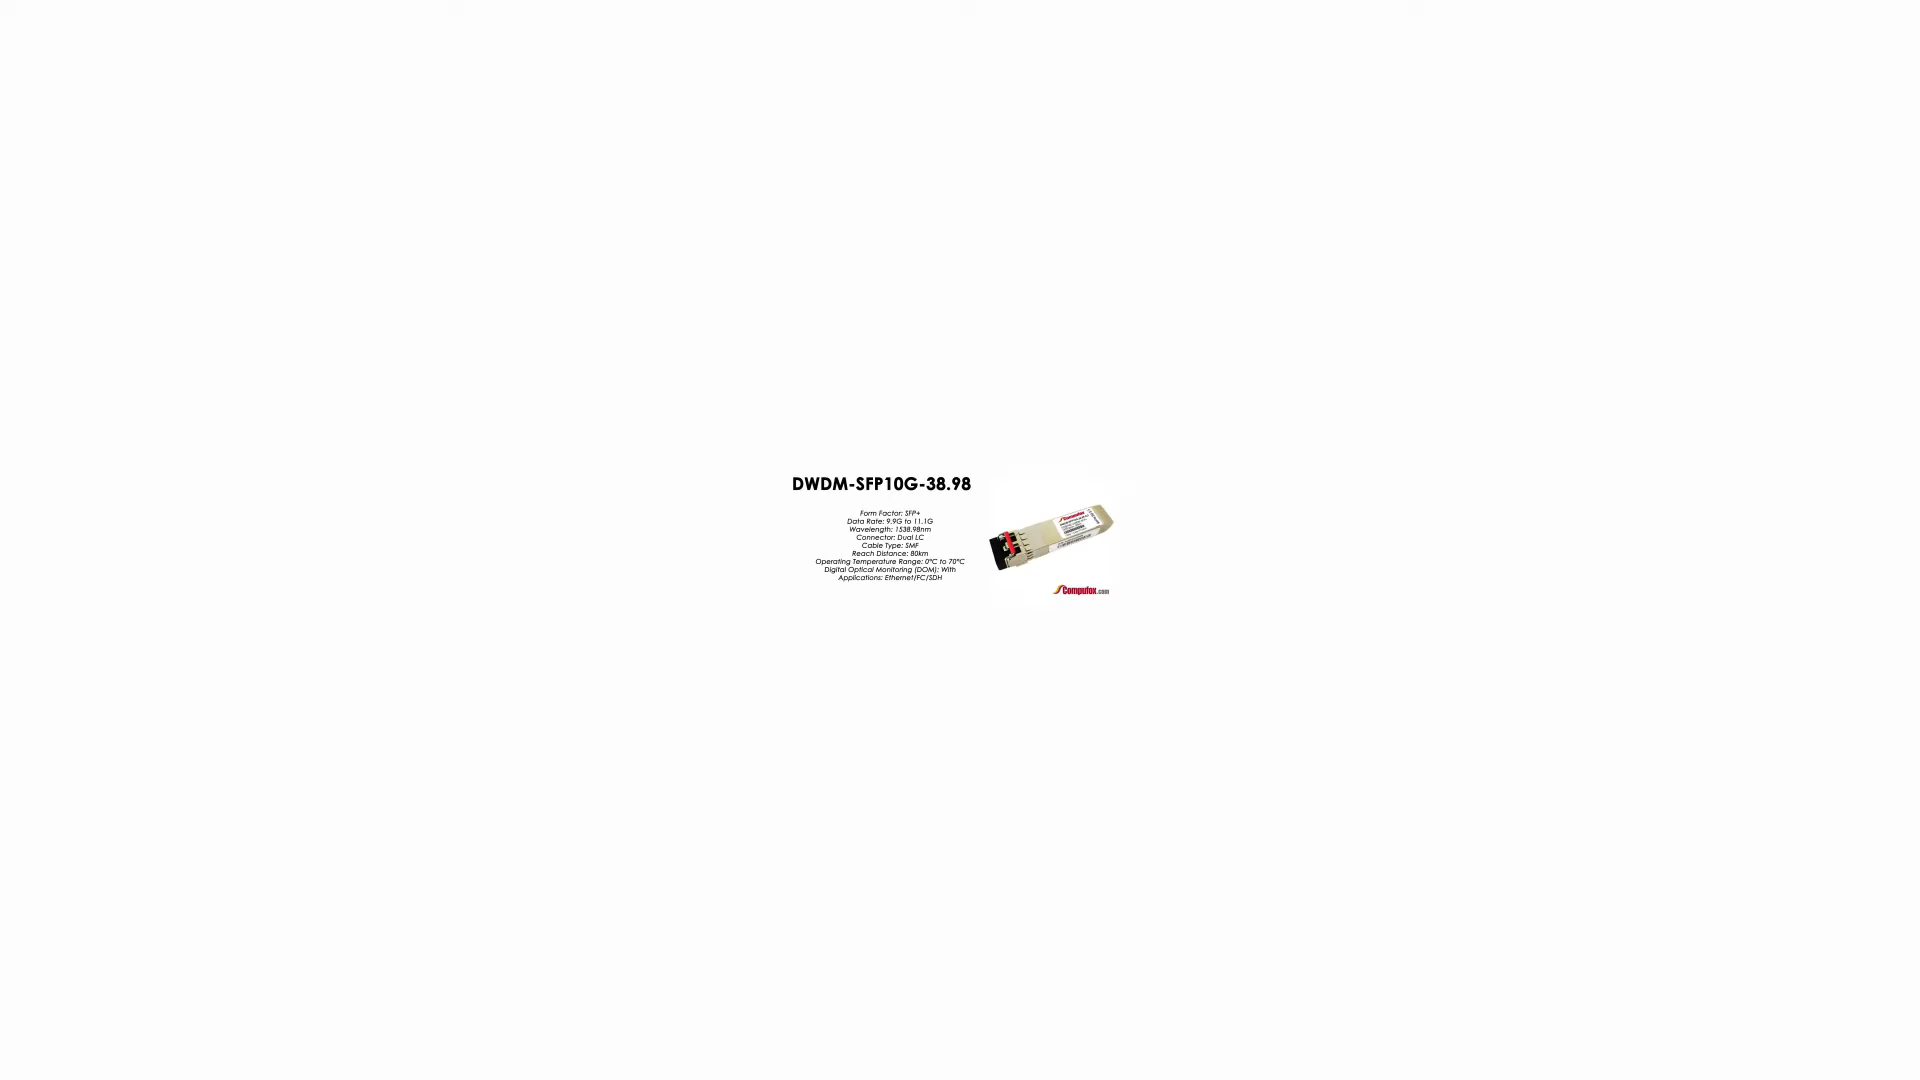 DWDM-SFP10G-38.98
Form Factor: SFP+
Data Rate: 9.9G to 11.1G
Wavelength: 1538.98nm
Connector: Dual LC
Cable Type: SMF
Reach Distance: 80km
Operating Temperature Range: 0°C to 70°C
Digital Optical Monitoring (DOM): With
Applications: Ethernet/FC/SDH
Compufox
Compufox.com